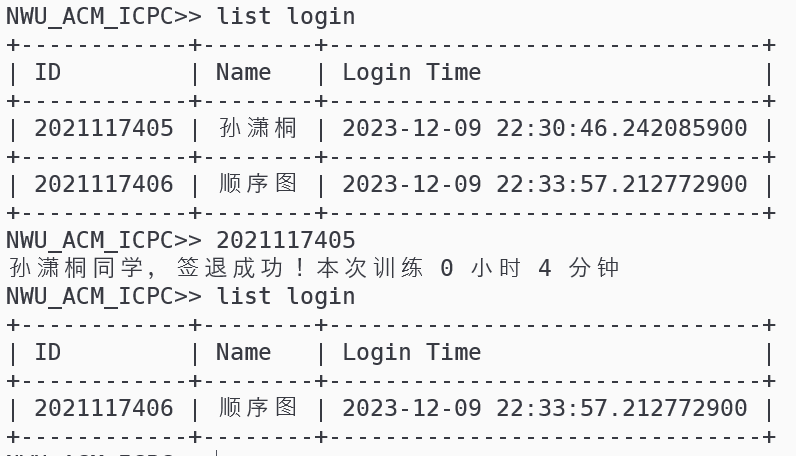 NWU_ACM_ICPC>> list login
+------------+--------+-------------------------------+
| ID         | Name   | Login Time                    |
+------------+--------+-------------------------------+
| 2021117405 | 孙潇桐 | 2023-12-09 22:30:46.242085900 |
+------------+--------+-------------------------------+
| 2021117406 | 顺序图 | 2023-12-09 22:33:57.212772900 |
+------------+--------+-------------------------------+
NWU_ACM_ICPC>> 2021117405
孙潇桐同学，签退成功！本次训练 0 小时 4 分钟
NWU_ACM_ICPC>> list login
+------------+--------+-------------------------------+
| ID         | Name   | Login Time                    |
+------------+--------+-------------------------------+
| 2021117406 | 顺序图 | 2023-12-09 22:33:57.212772900 |
+------------+--------+-------------------------------+